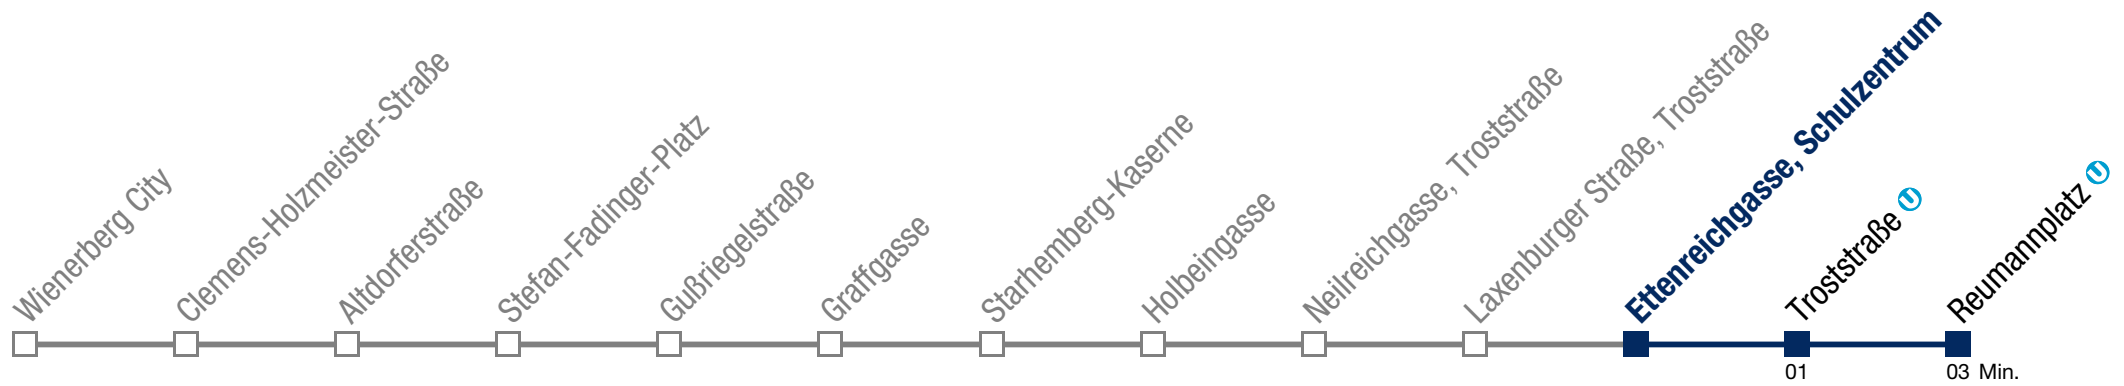 Wienerberg City
Clemens-Holzmeister-Straße
Altdorferstraße
Stefan-Fadinger-Platz
Gußriegelstraße
Graffgasse
Starhemberg-Kaserne
Holbeingasse
Neilreichgasse, Troststraße
Laxenburger Straße, Troststraße
Ettenreichgasse, Schulzentrum
Troststraße U
Reumannplatz U
01
03 Min.